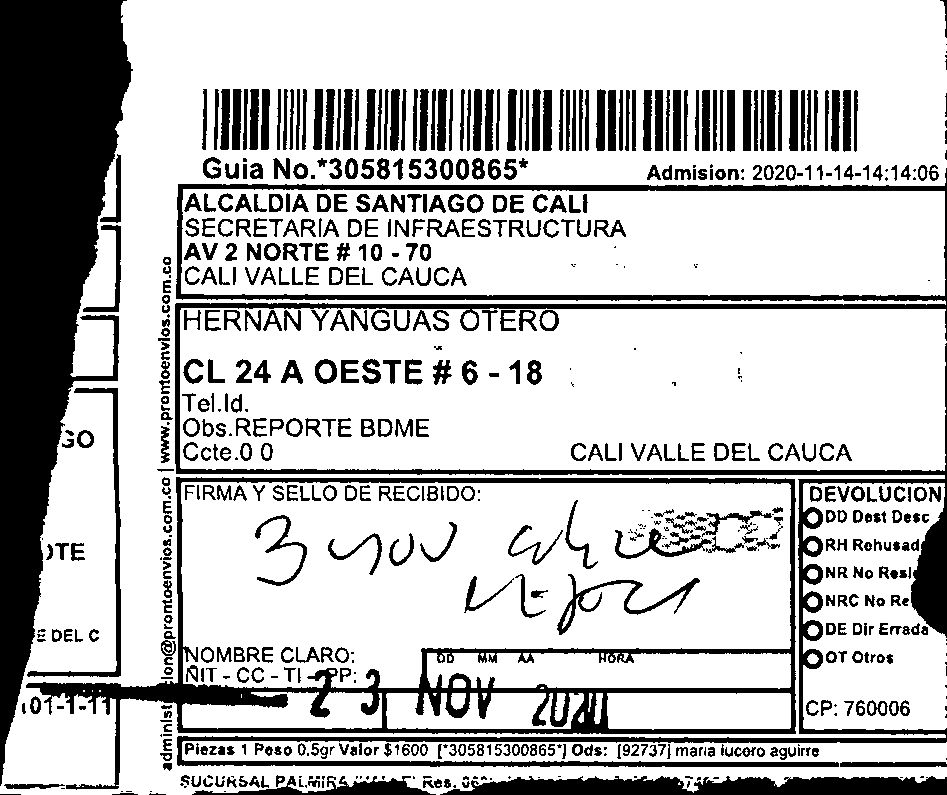 Guia No.*305815300865*
Admision: 2020-11-14-14:14:06
ALCALDIA DE SANTIAGO DE CALI
SECRETARIA DE INFRAESTRUCTURA
AV 2 NORTE # 10 - 70
CALI VALLE DEL CAUCA
HERNAN YANGUAS OTERO
CL 24 A OESTE # 6 - 18
Tel.Id.
Obs.REPORTE BDME
Ccte.0 0
CALI VALLE DEL CAUCA
www.prontoenvios.com.co
@prontoenvios.com.co
GO
OTE
E DEL C
01-1-11
FIRMA Y SELLO DE RECIBIDO:
NOMBRE CLARO:
NIT - CC - TI - PP:
DD MM AA HORA
23 NOV 2020
DEVOLUCION
DD Dest Desc
RH Rehusad
NR No Resi
NRC No Re
DE Dir Errada
OT Otros
CP: 760006
Piezas 1 Peso 0.5gr Valor $1600 [*305815300865*] Ods: [92737] maria lucero aguirre
SUCURSAL PALMIRA